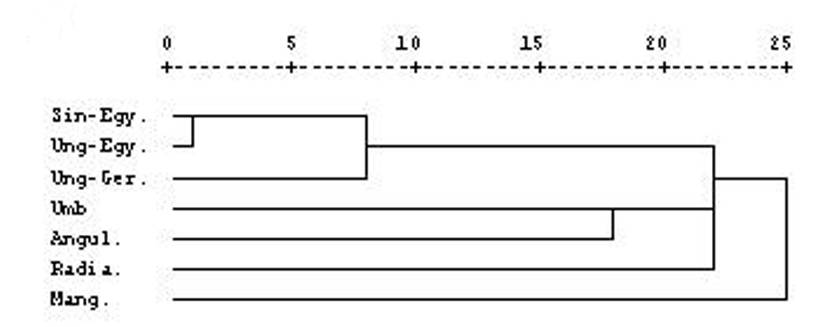 0 5 10 15 20 25
+---------+---------+---------+---------+---------+
Sin-Egy.
Ung-Egy.
Ung-Ger.
Umb
Angul.
Radia.
Mang.